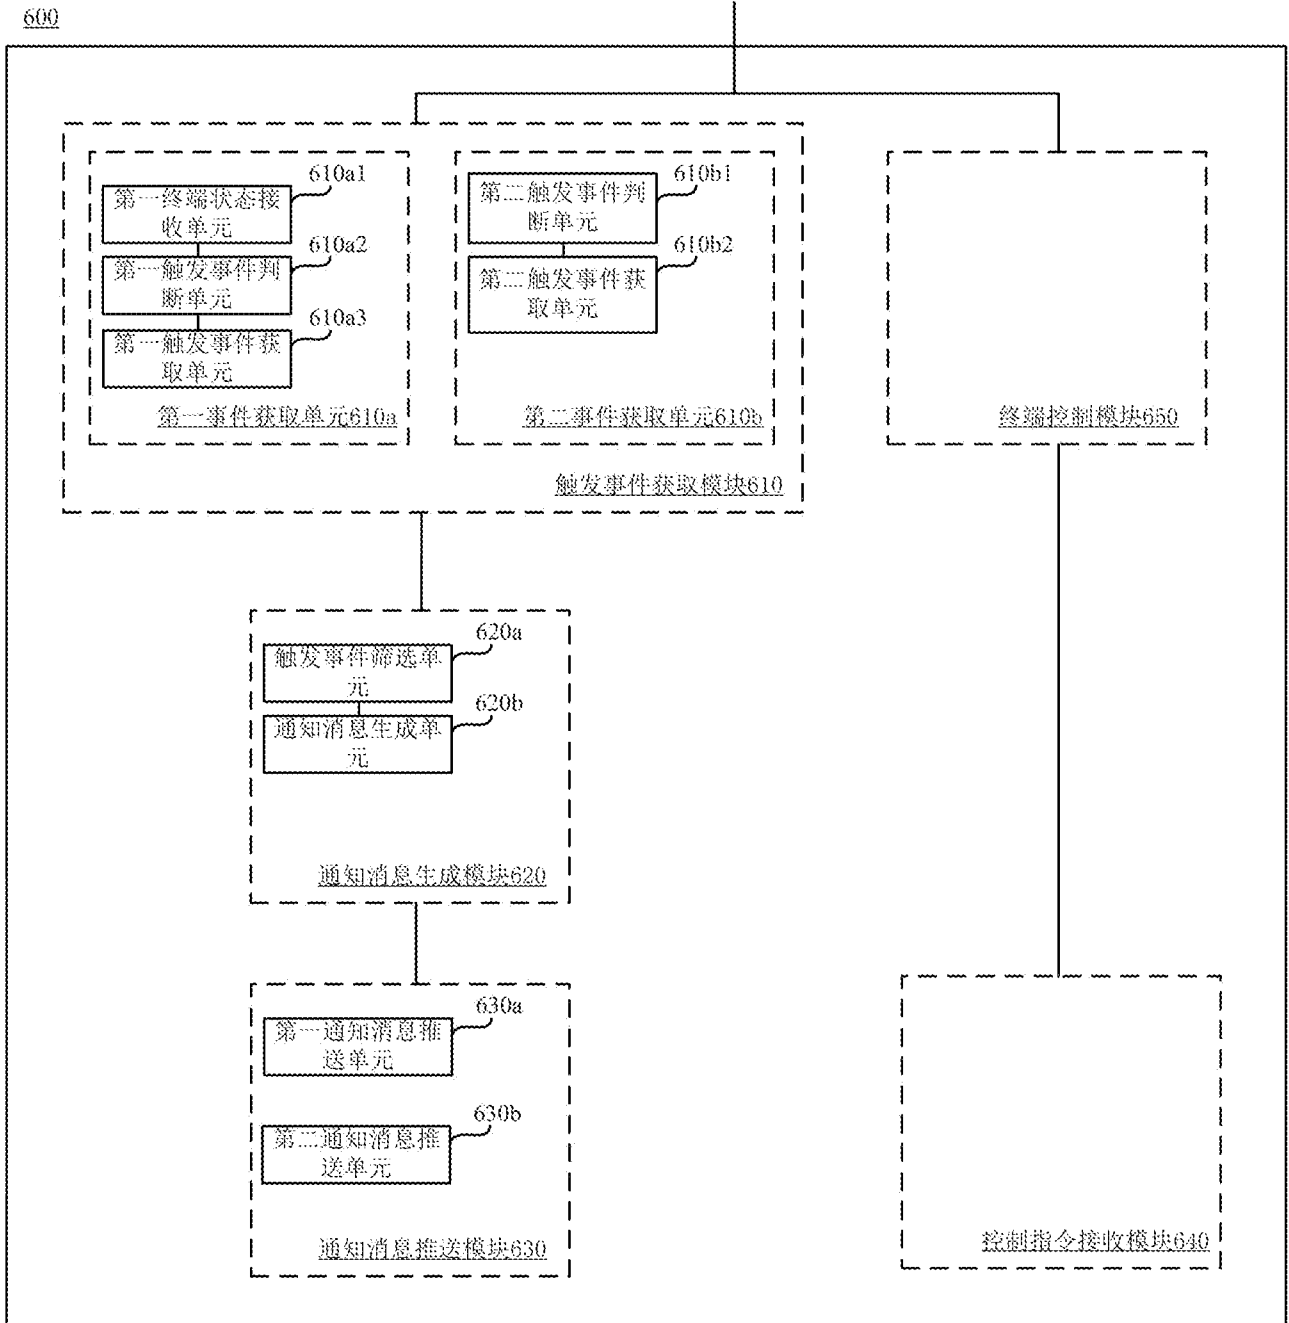 600
610a1
第一终端状态接
收单元
610a2
第一触发事件判
断单元
610a3
第一触发事件获
取单元
第一事件获取单元610a
610b1
第二触发事件判
断单元
610b2
第二触发事件获
取单元
第二事件获取单元610b
触发事件获取模块610
终端控制模块650
620a
触发事件筛选单
元
620b
通知消息生成单
元
通知消息生成模块620
630a
第一通知消息推
送单元
630b
第二通知消息推
送单元
通知消息推送模块630
控制指令接收模块640